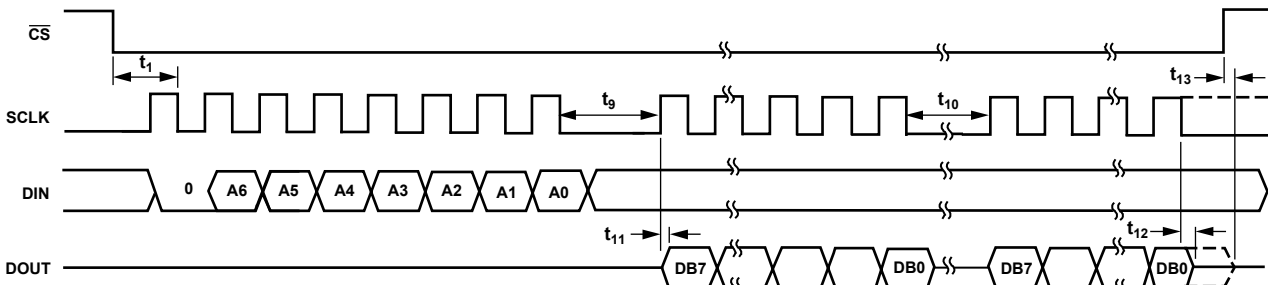 CS
t1
t13
SCLK
t9
t10
DIN
0 A6 A5 A4 A3 A2 A1 A0
t11
t12
DOUT
DB7 DB0 DB7 DB0